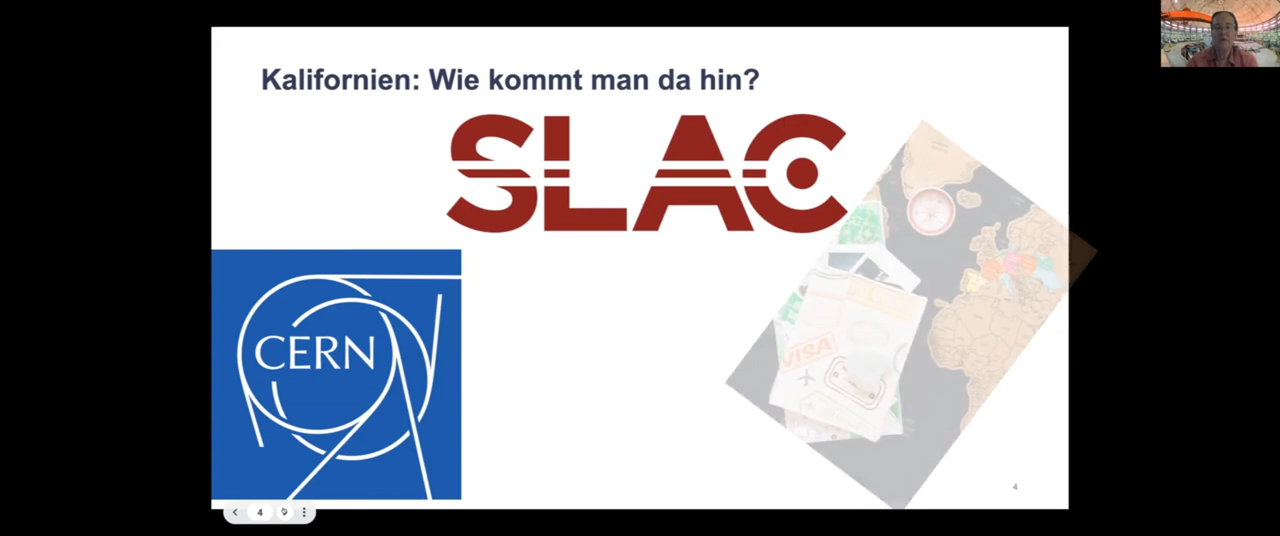 Kalifornien: Wie kommt man da hin?
SLAC
CERN
VISA
4
4